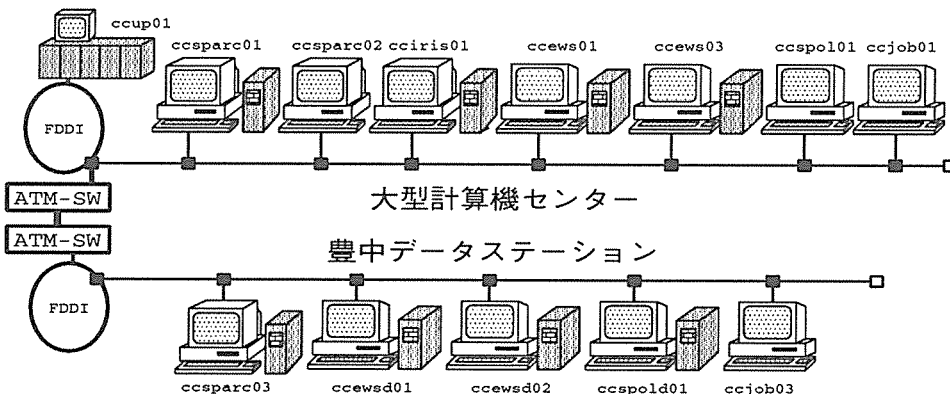 ccup01
ccsparc01 ccsparc02 cciris01 ccews01 ccews03 ccspol01 ccjob01
FDDI
ATM-SW
大型計算機センター
ATM-SW
豊中データステーション
FDDI
ccsparc03 ccewsd01 ccewsd02 ccspold01 ccjob03